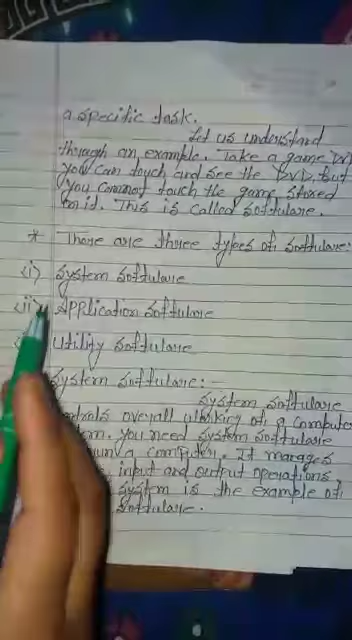 a specific task.
Let us understand
through an example. Take a game DVD
you can touch and see the DVD. but
you cannot touch the game stored
on it. This is called software.
* There are three types of software:
(i) System software
(ii) Application software
Utility software
System software:
System software
controls overall working of a computer
You need system software
run a computer. It manages
input and output operations.
system is the example of
software.